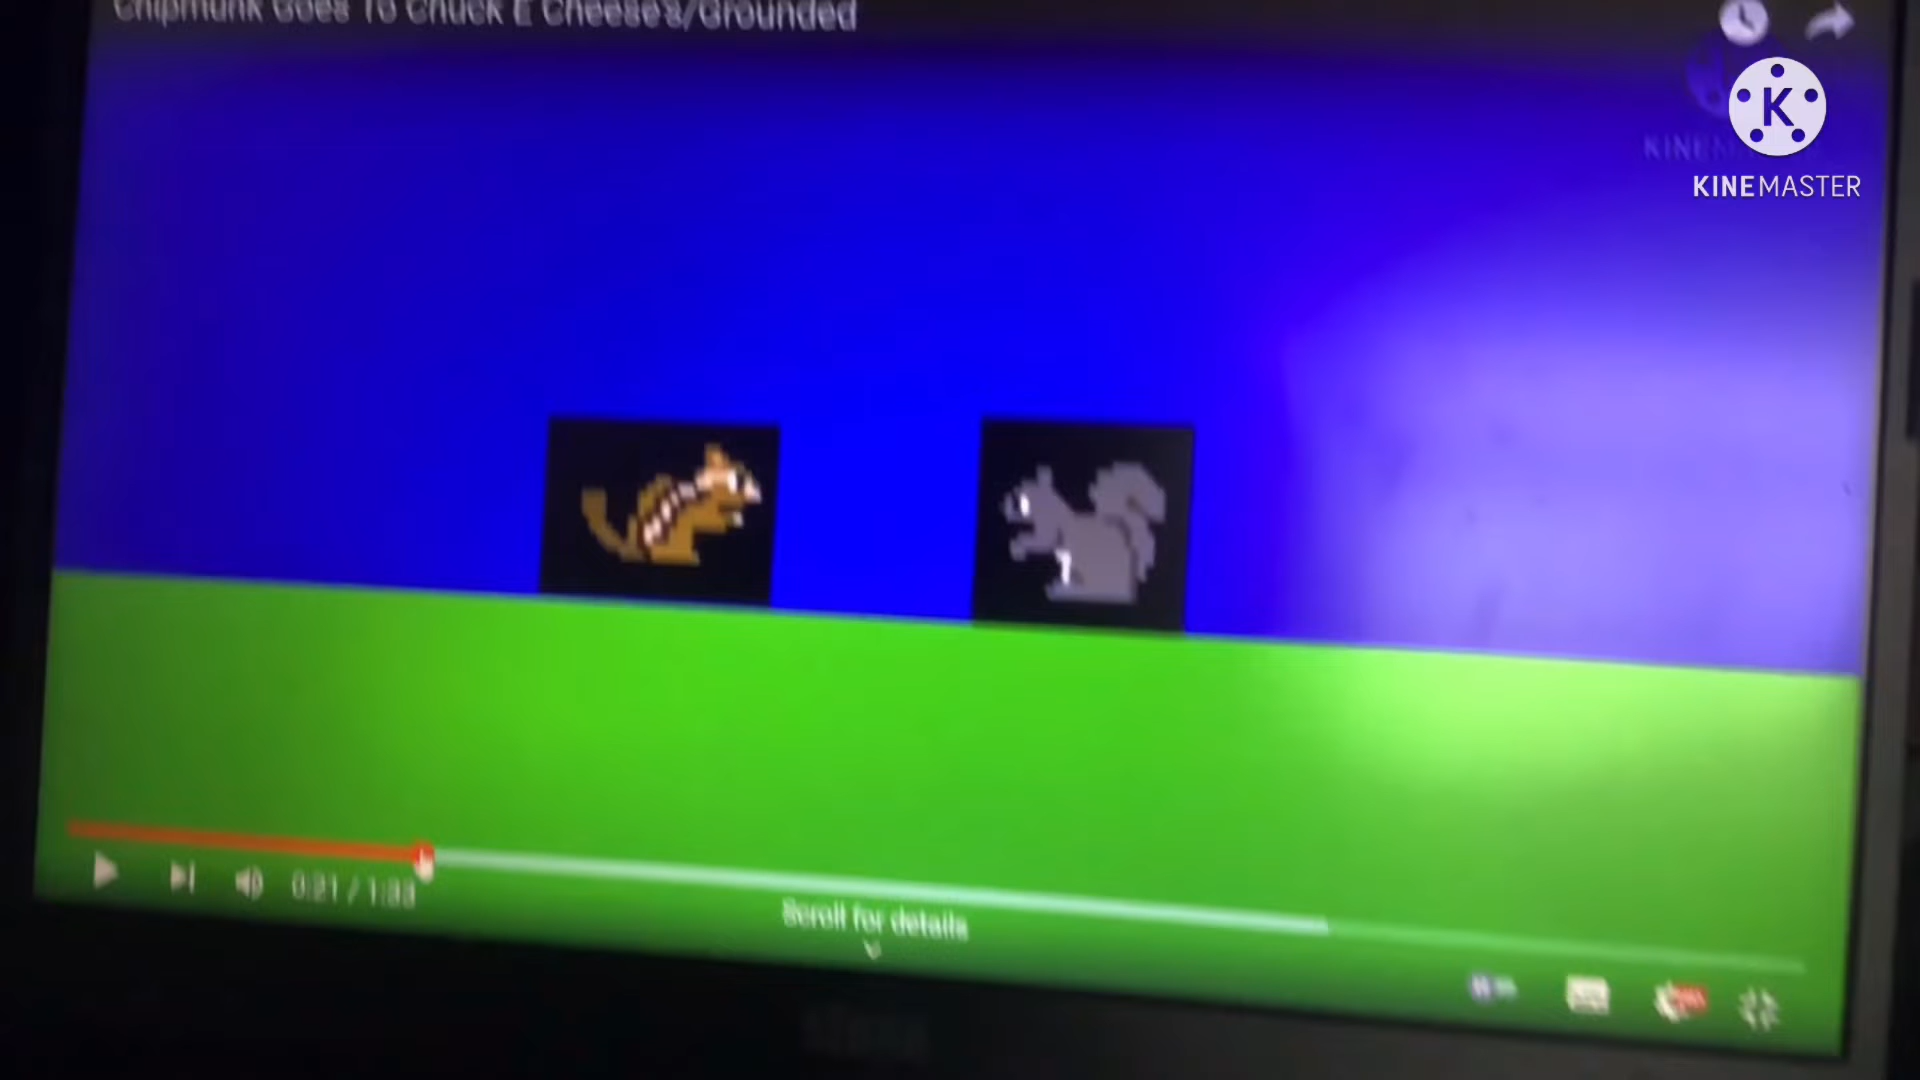 Chipmunk Goes To Chuck E Cheese's/Grounded
K
KINEMASTER
0:21 / 1:33
Scroll for details